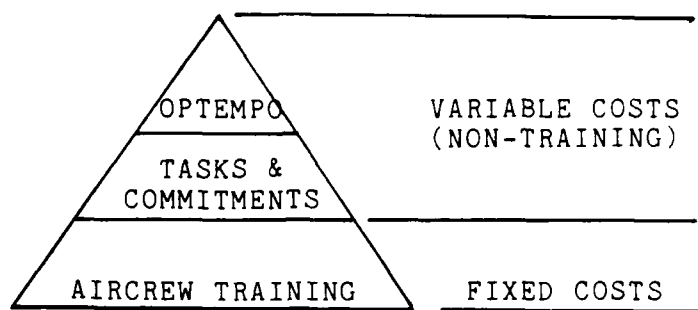 OPTEMPO
VARIABLE COSTS
(NON-TRAINING)
TASKS &
COMMITMENTS
AIRCREW TRAINING
FIXED COSTS